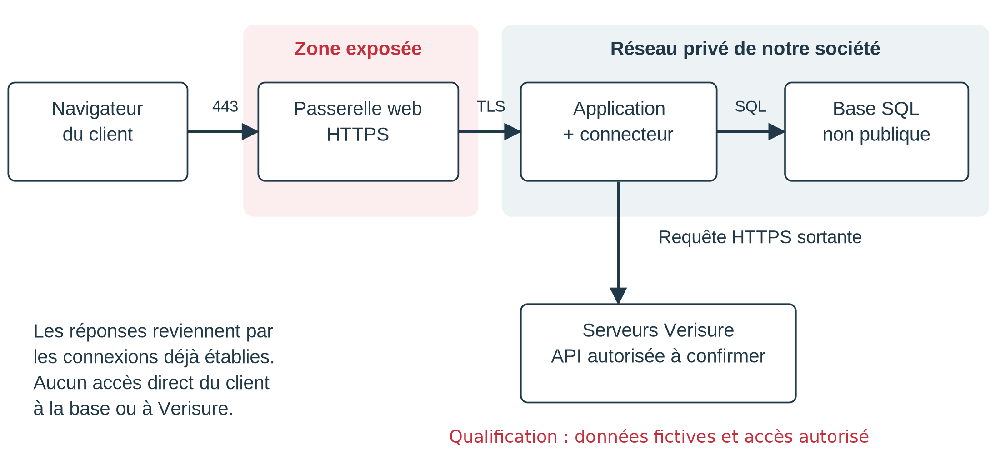 Zone exposée
Réseau privé de notre société
Navigateur
du client
443
Passerelle web
HTTPS
TLS
Application
+ connecteur
SQL
Base SQL
non publique
Requête HTTPS sortante
Serveurs Verisure
API autorisée à confirmer
Les réponses reviennent par
les connexions déjà établies.
Aucun accès direct du client
à la base ou à Verisure.
Qualification : données fictives et accès autorisé